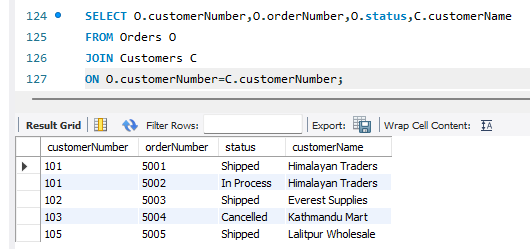 124 SELECT O.customerNumber,O.orderNumber,O.status,C.customerName
125 FROM Orders O
126 JOIN Customers C
127 ON O.customerNumber=C.customerNumber;
Result Grid Filter Rows: Export: Wrap Cell Content:
customerNumber orderNumber status customerName
101 5001 Shipped Himalayan Traders
101 5002 In Process Himalayan Traders
102 5003 Shipped Everest Supplies
103 5004 Cancelled Kathmandu Mart
105 5005 Shipped Lalitpur Wholesale